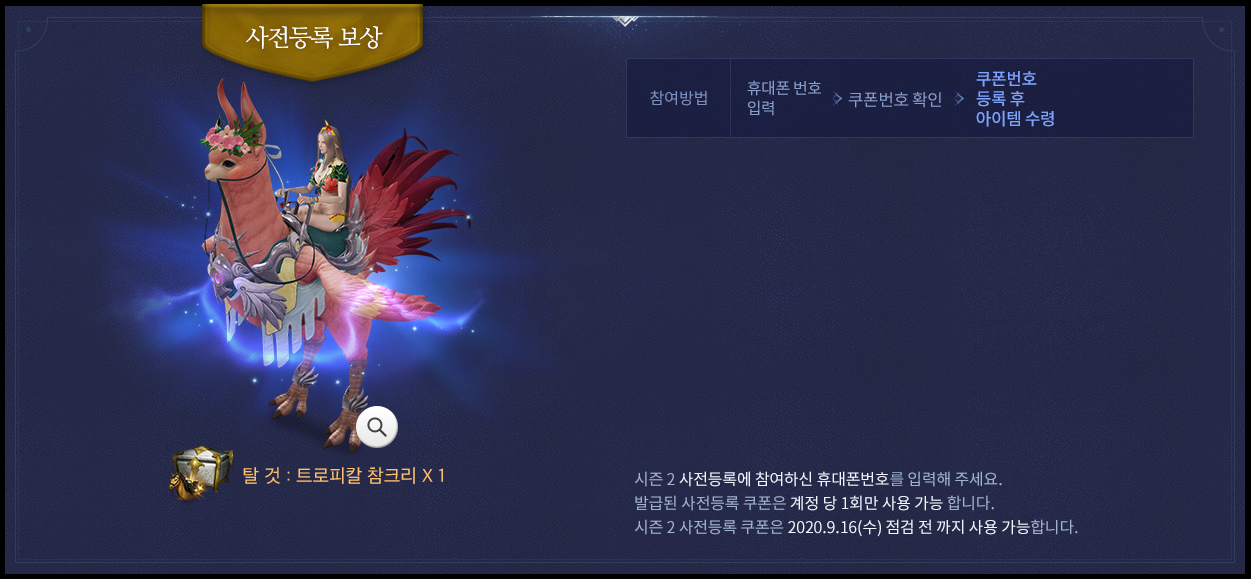 사전등록 보상
참여방법
휴대폰 번호
입력
쿠폰번호 확인
쿠폰번호
등록 후
아이템 수령
탈 것 : 트로피칼 참크리 X 1
시즌 2 사전등록에 참여하신 휴대폰번호를 입력해 주세요.
발급된 사전등록 쿠폰은 계정 당 1회만 사용 가능 합니다.
시즌 2 사전등록 쿠폰은 2020.9.16(수) 점검 전 까지 사용 가능합니다.